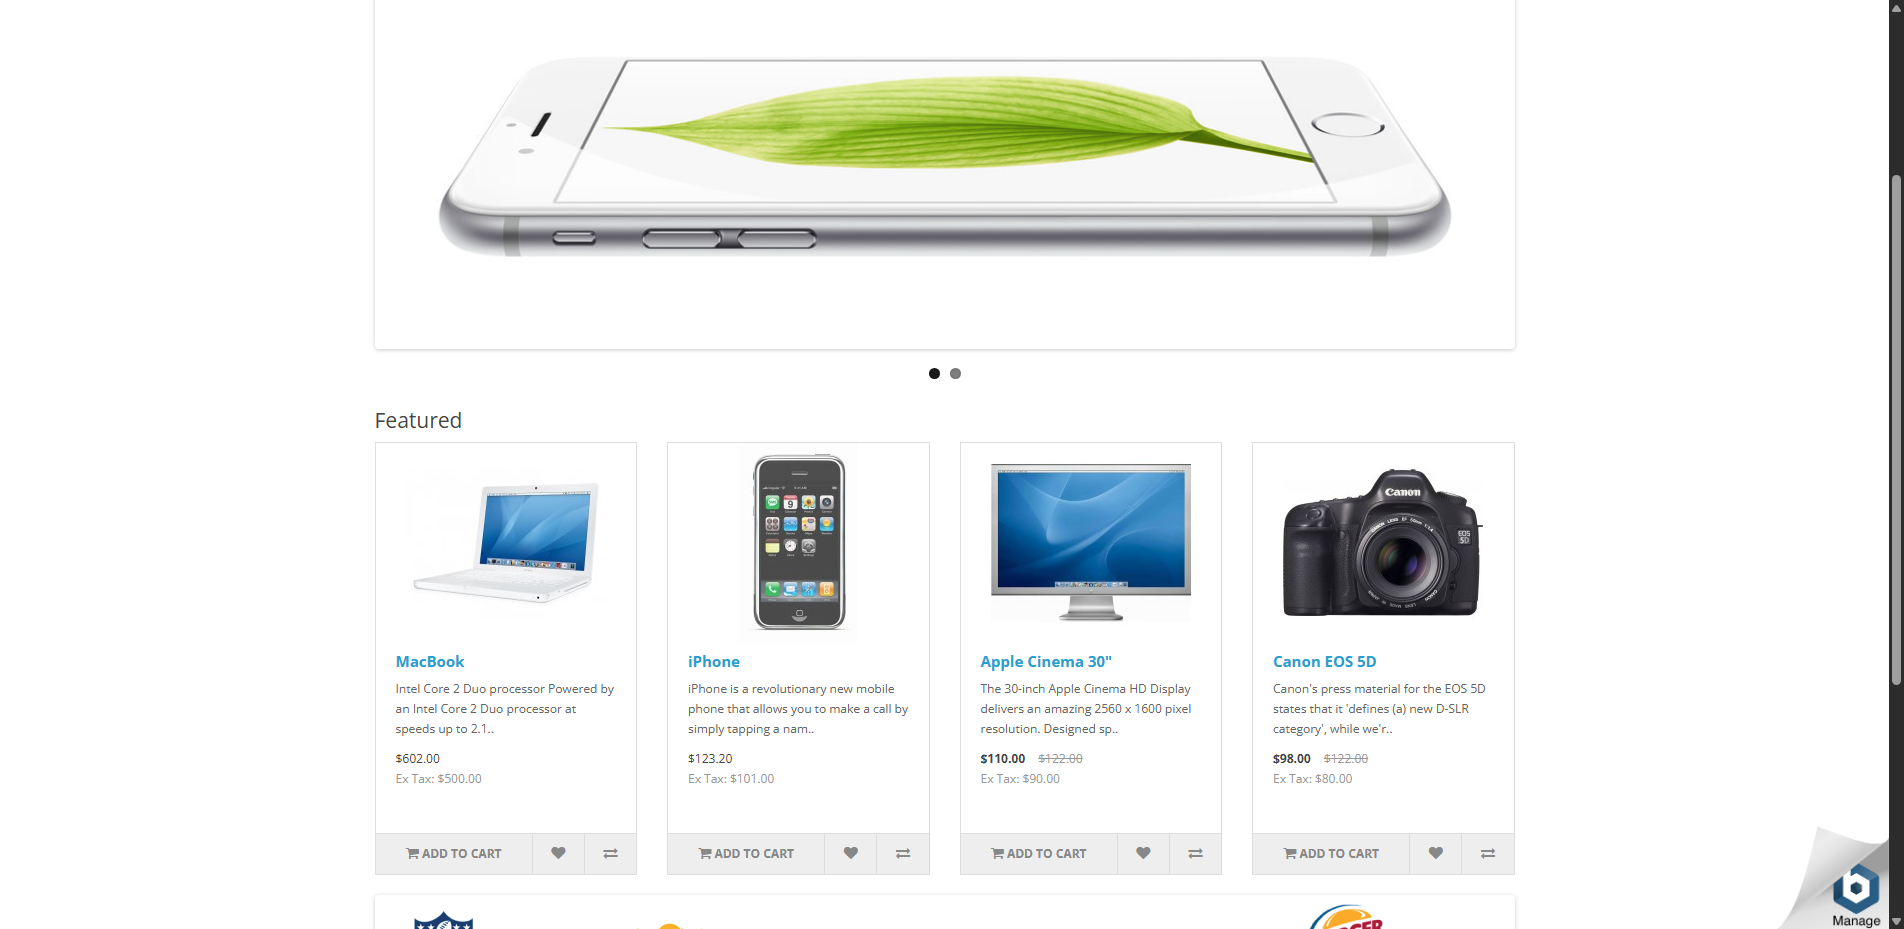 Featured
MacBook
Intel Core 2 Duo processor Powered by
an Intel Core 2 Duo processor at
speeds up to 2.1..
$602.00
Ex Tax: $500.00
ADD TO CART
iPhone
iPhone is a revolutionary new mobile
phone that allows you to make a call by
simply tapping a nam..
$123.20
Ex Tax: $101.00
ADD TO CART
Apple Cinema 30"
The 30-inch Apple Cinema HD Display
delivers an amazing 2560 x 1600 pixel
resolution. Designed sp..
$110.00 $122.00
Ex Tax: $90.00
ADD TO CART
Canon
EOS
5D
Canon EOS 5D
Canon's press material for the EOS 5D
states that it 'defines (a) new D-SLR
category', while we'r..
$98.00 $122.00
Ex Tax: $80.00
ADD TO CART
Manage